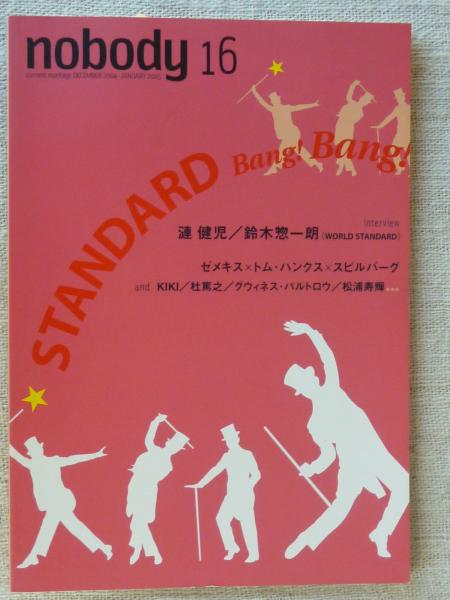 nobody 16
current montage DECEMBER 2004 - JANUARY 2005
STANDARD
Bang! Bang!
interview
漣 健児／鈴木惣一朗(WORLD STANDARD)
ゼメキス×トム・ハンクス×スピルバーグ
and KIKI／杜篤之／グウィネス・パルトロウ／松浦寿輝...